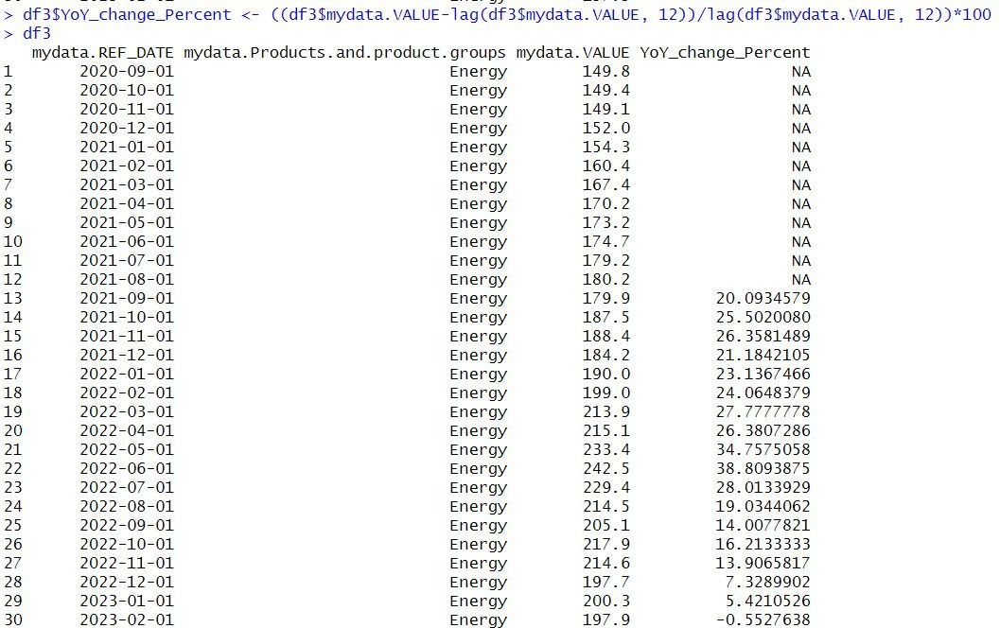 > df3$YoY_change_Percent <- ((df3$mydata.VALUE-lag(df3$mydata.VALUE, 12))/lag(df3$mydata.VALUE, 12))*100
> df3
mydata.REF_DATE mydata.Products.and.product.groups mydata.VALUE YoY_change_Percent
1 2020-09-01 Energy 149.8 NA
2 2020-10-01 Energy 149.4 NA
3 2020-11-01 Energy 149.1 NA
4 2020-12-01 Energy 152.0 NA
5 2021-01-01 Energy 154.3 NA
6 2021-02-01 Energy 160.4 NA
7 2021-03-01 Energy 167.4 NA
8 2021-04-01 Energy 170.2 NA
9 2021-05-01 Energy 173.2 NA
10 2021-06-01 Energy 174.7 NA
11 2021-07-01 Energy 179.2 NA
12 2021-08-01 Energy 180.2 NA
13 2021-09-01 Energy 179.9 20.0934579
14 2021-10-01 Energy 187.5 25.5020080
15 2021-11-01 Energy 188.4 26.3581489
16 2021-12-01 Energy 184.2 21.1842105
17 2022-01-01 Energy 190.0 23.1367466
18 2022-02-01 Energy 199.0 24.0648379
19 2022-03-01 Energy 213.9 27.7777778
20 2022-04-01 Energy 215.1 26.3807286
21 2022-05-01 Energy 233.4 34.7575058
22 2022-06-01 Energy 242.5 38.8093875
23 2022-07-01 Energy 229.4 28.0133929
24 2022-08-01 Energy 214.5 19.0344062
25 2022-09-01 Energy 205.1 14.0077821
26 2022-10-01 Energy 217.9 16.2133333
27 2022-11-01 Energy 214.6 13.9065817
28 2022-12-01 Energy 197.7 7.3289902
29 2023-01-01 Energy 200.3 5.4210526
30 2023-02-01 Energy 197.9 -0.5527638